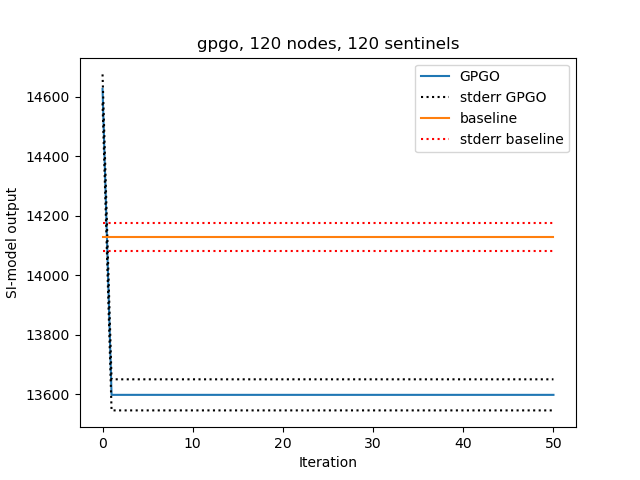 gpgo, 120 nodes, 120 sentinels
GPGO
stderr GPGO
baseline
stderr baseline
SI-model output
14600
14400
14200
14000
13800
13600
0 10 20 30 40 50
Iteration